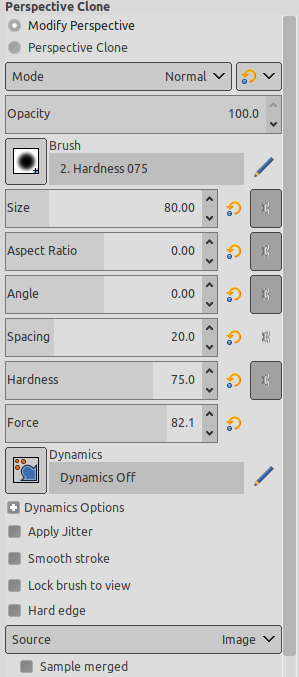 Perspective Clone
Modify Perspective
Perspective Clone
Mode Normal
Opacity 100.0
Brush
2. Hardness 075
Size 80.00
Aspect Ratio 0.00
Angle 0.00
Spacing 20.0
Hardness 75.0
Force 82.1
Dynamics
Dynamics Off
Dynamics Options
Apply Jitter
Smooth stroke
Lock brush to view
Hard edge
Source Image
Sample merged